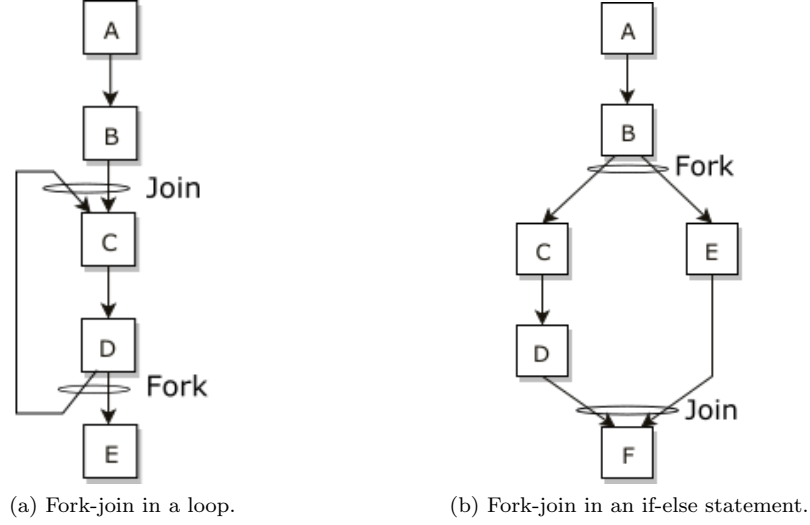 A
B
Join
C
D
Fork
E
(a) Fork-join in a loop.
A
B
Fork
C
E
D
Join
F
(b) Fork-join in an if-else statement.